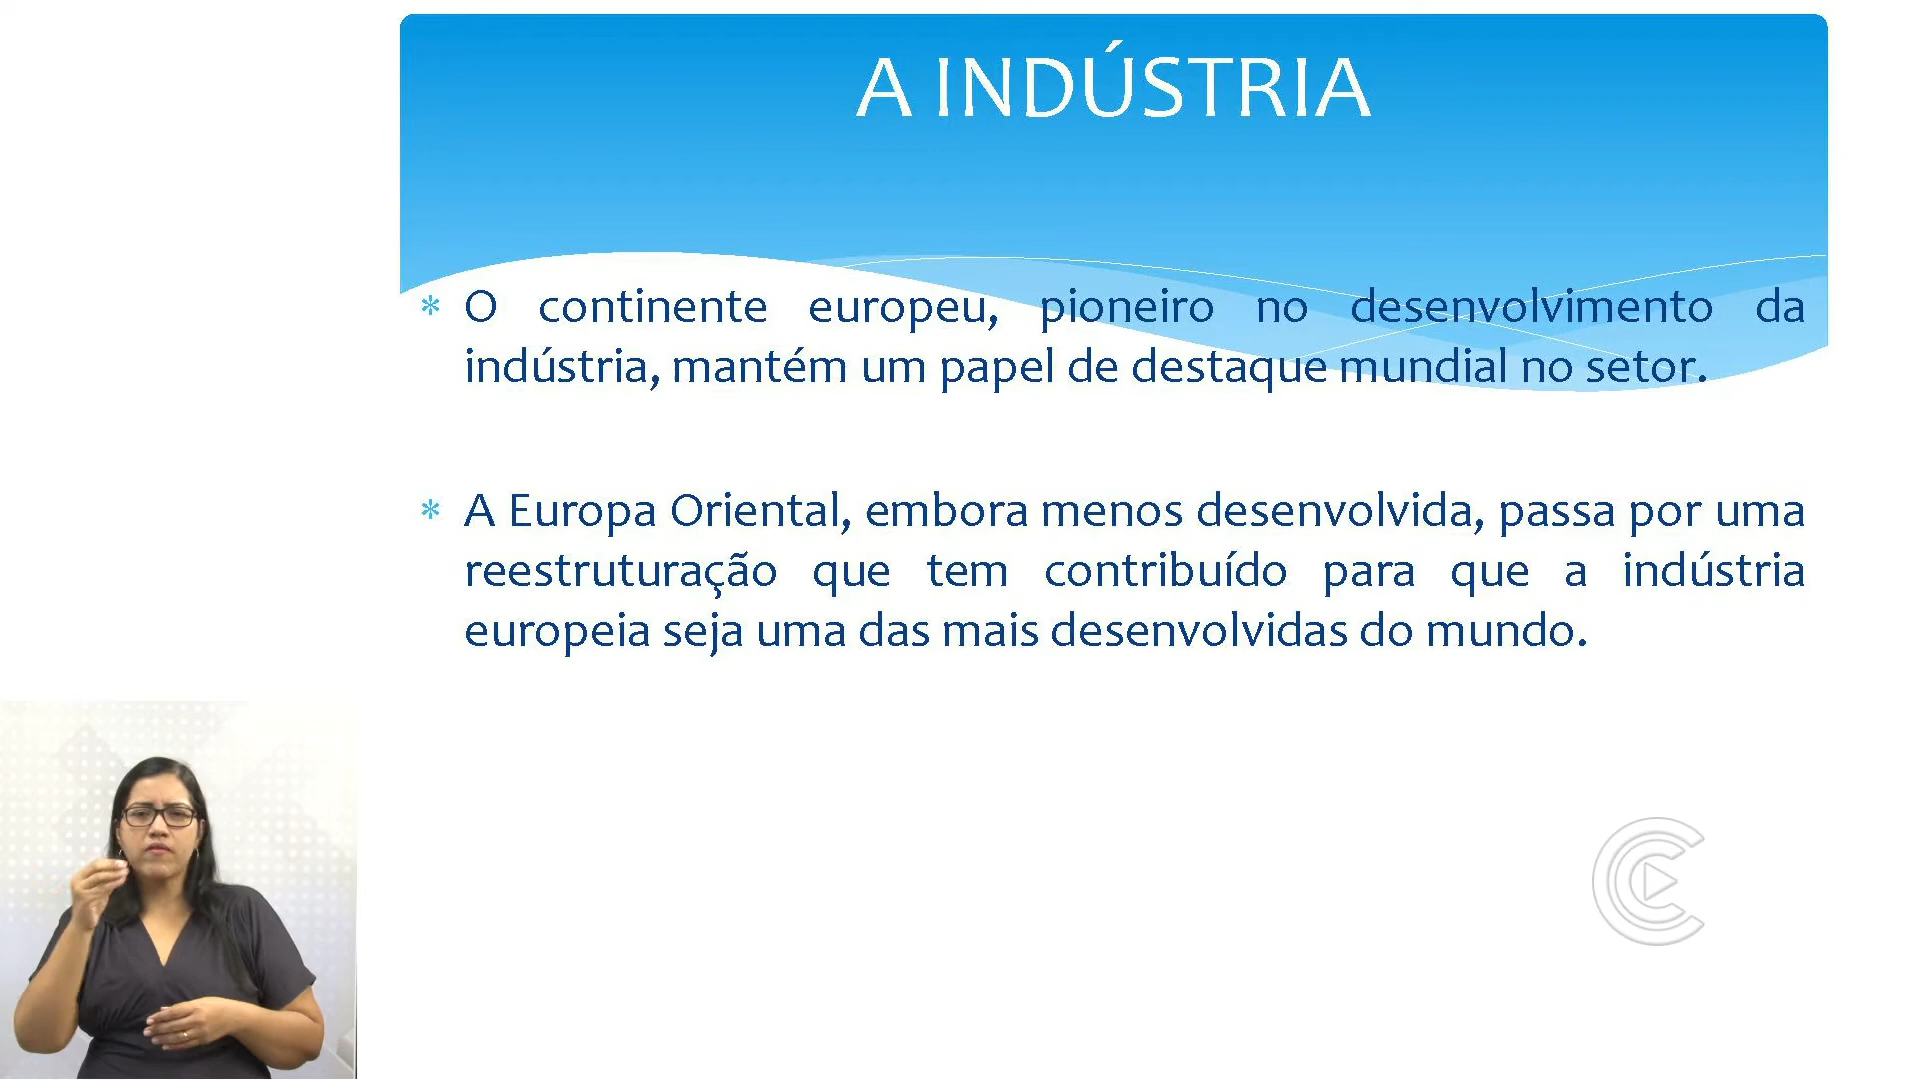 A INDÚSTRIA
* O continente europeu, pioneiro no desenvolvimento da
indústria, mantém um papel de destaque mundial no setor.
* A Europa Oriental, embora menos desenvolvida, passa por uma
reestruturação que tem contribuído para que a indústria
europeia seja uma das mais desenvolvidas do mundo.